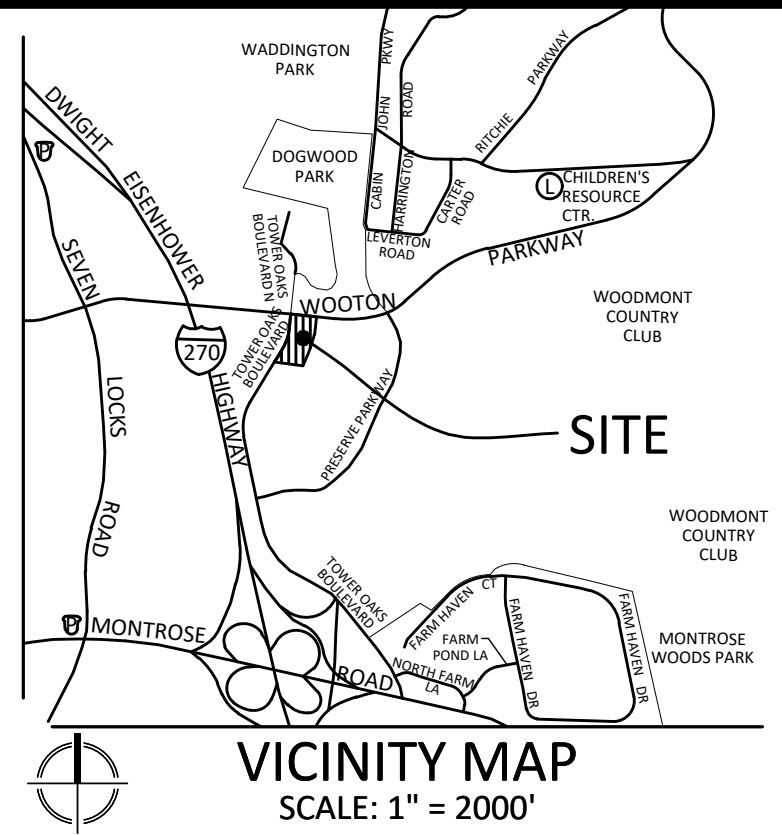 WADDINGTON
PARK
JOHN
PKWY
CABIN
HARRINGTON
ROAD
RITCHIE
PARKWAY
DWIGHT
EISENHOWER
HIGHWAY
P
DOGWOOD
PARK
CARTER
ROAD
L
CHILDREN'S
RESOURCE
CTR.
LEVERTON
ROAD
TOWER OAKS
BOULEVARD N
WOOTON
PARKWAY
SEVEN
LOCKS
ROAD
WOODMONT
COUNTRY
CLUB
270
TOWER OAKS
BOULEVARD
PRESERVE PARKWAY
SITE
WOODMONT
COUNTRY
CLUB
TOWER OAKS
BOULEVARD
FARM HAVEN CT
FARM HAVEN DR
FARM HAVEN DR
P
MONTROSE
ROAD
FARM
POND LA
NORTH FARM
LA
MONTROSE
WOODS PARK
VICINITY MAP
SCALE: 1" = 2000'